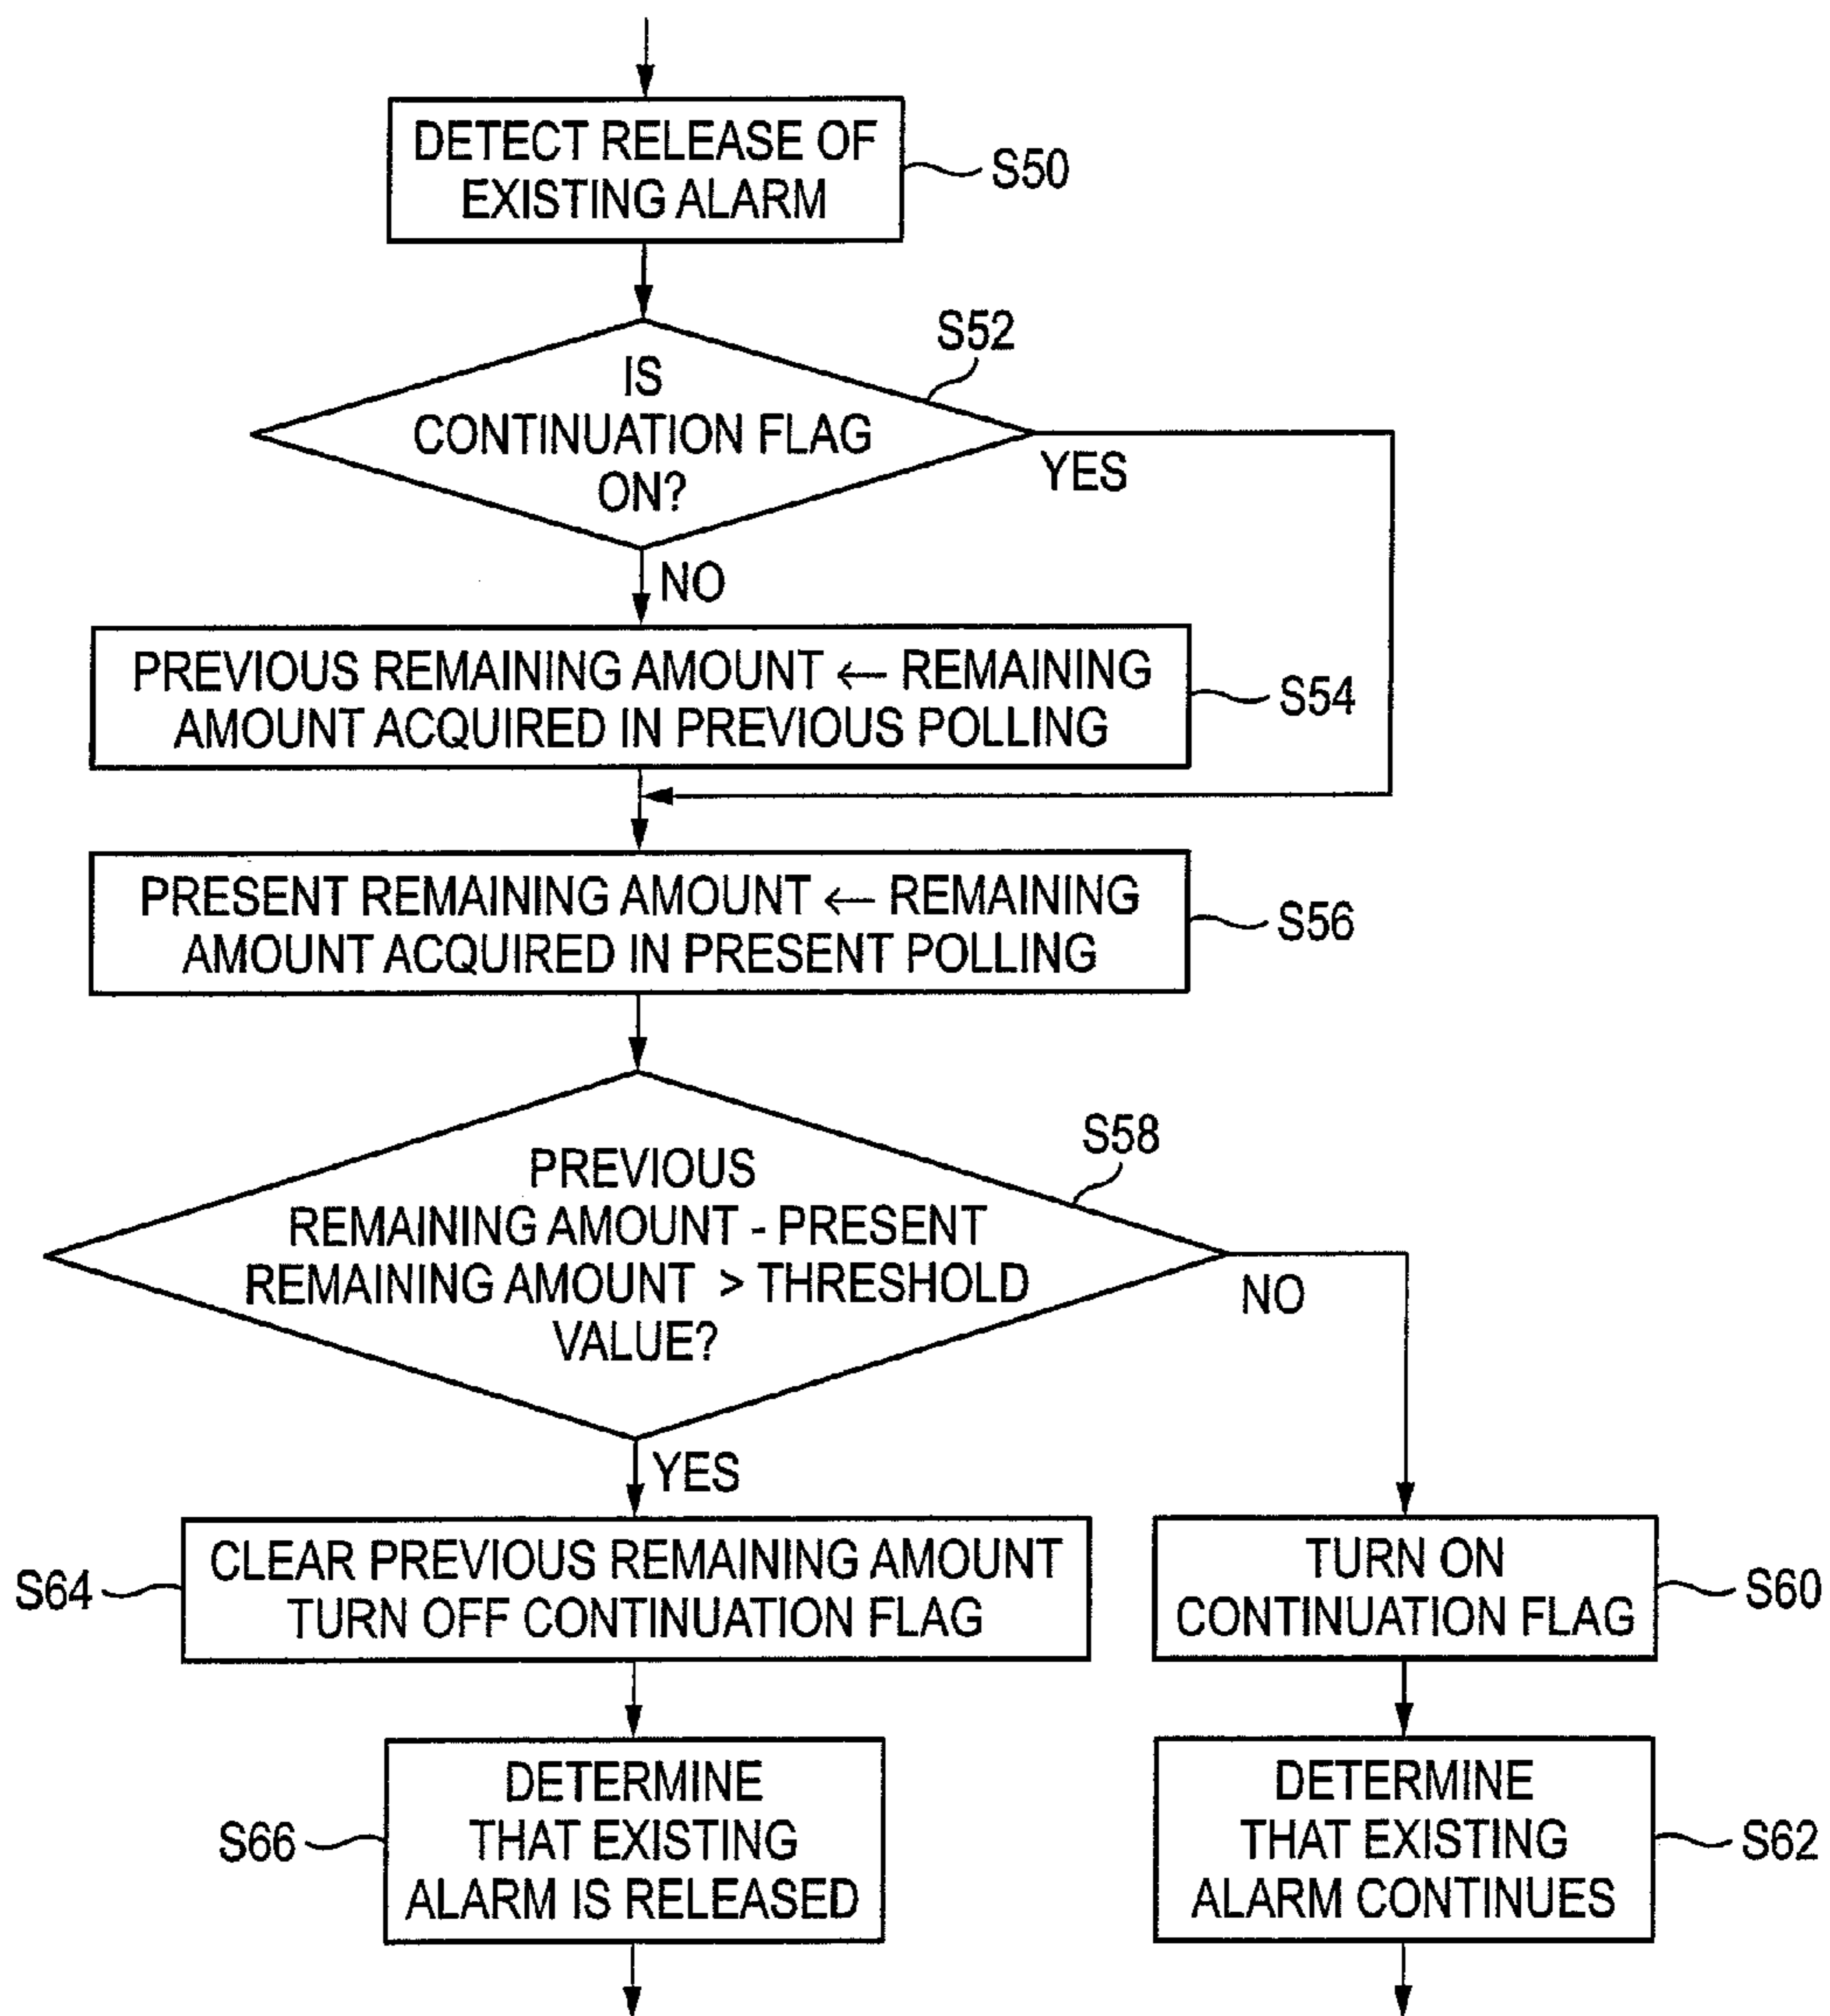 DETECT RELEASE OF
EXISTING ALARM
S50
S52
IS
CONTINUATION FLAG
ON?
YES
NO
PREVIOUS REMAINING AMOUNT ← REMAINING
AMOUNT ACQUIRED IN PREVIOUS POLLING
S54
PRESENT REMAINING AMOUNT ← REMAINING
AMOUNT ACQUIRED IN PRESENT POLLING
S56
S58
PREVIOUS
REMAINING AMOUNT - PRESENT
REMAINING AMOUNT > THRESHOLD
VALUE?
NO
YES
S64
CLEAR PREVIOUS REMAINING AMOUNT
TURN OFF CONTINUATION FLAG
TURN ON
CONTINUATION FLAG
S60
S66
DETERMINE
THAT EXISTING
ALARM IS RELEASED
DETERMINE
THAT EXISTING
ALARM CONTINUES
S62